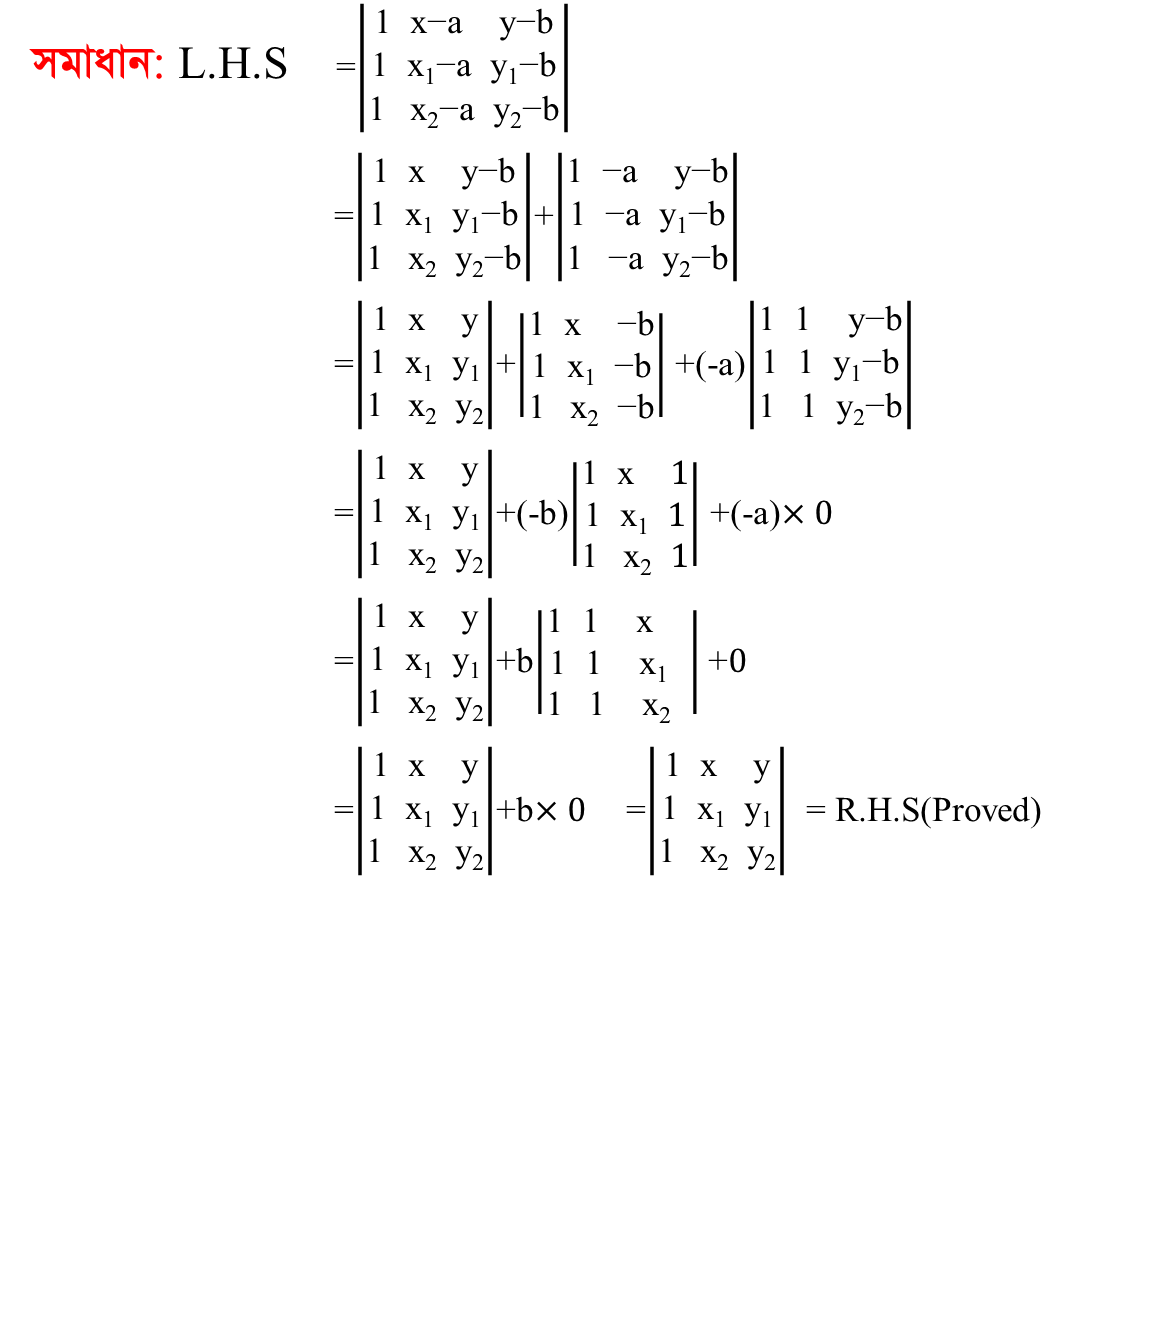 সমাধান: L.H.S = | 1 x−a y−b |
| 1 x₁−a y₁−b |
| 1 x₂−a y₂−b |
= | 1 x y−b | + | 1 −a y−b |
| 1 x₁ y₁−b | | 1 −a y₁−b |
| 1 x₂ y₂−b | | 1 −a y₂−b |
= | 1 x y | + | 1 x −b | +(-a) | 1 1 y−b |
| 1 x₁ y₁ | | 1 x₁ −b | | 1 1 y₁−b |
| 1 x₂ y₂ | | 1 x₂ −b | | 1 1 y₂−b |
= | 1 x y | +(-b) | 1 x 1 | +(-a)× 0
| 1 x₁ y₁ | | 1 x₁ 1 |
| 1 x₂ y₂ | | 1 x₂ 1 |
= | 1 x y | +b | 1 1 x | +0
| 1 x₁ y₁ | | 1 1 x₁ |
| 1 x₂ y₂ | | 1 1 x₂ |
= | 1 x y | +b× 0 = | 1 x y | = R.H.S(Proved)
| 1 x₁ y₁ | | 1 x₁ y₁ |
| 1 x₂ y₂ | | 1 x₂ y₂ |